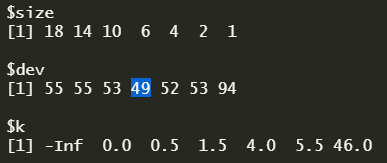 $size
[1] 18 14 10  6  4  2  1
$dev
[1] 55 55 53 49 52 53 94
$k
[1] -Inf  0.0  0.5  1.5  4.0  5.5 46.0